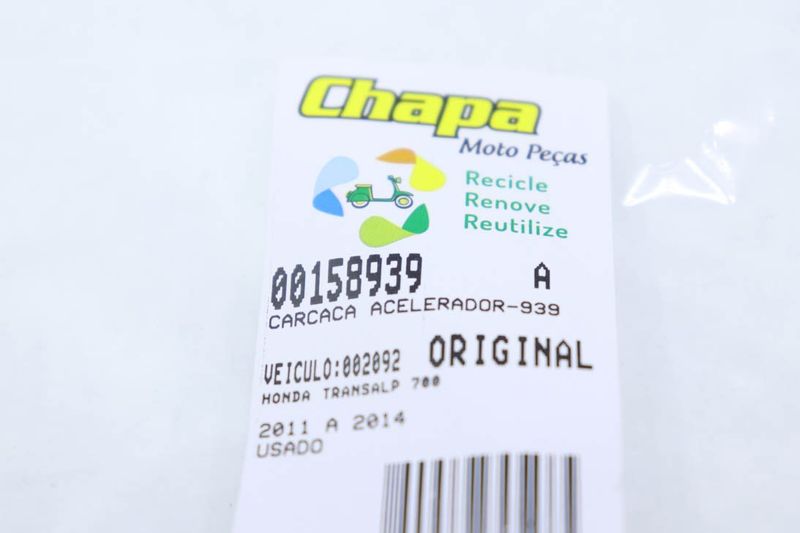 Chapa
Moto Peças
Recicle
Renove
Reutilize
00158939 A
CARCACA ACELERADOR-939
VEICULO:002092 ORIGINAL
HONDA TRANSALP 700
2011 A 2014
USADO